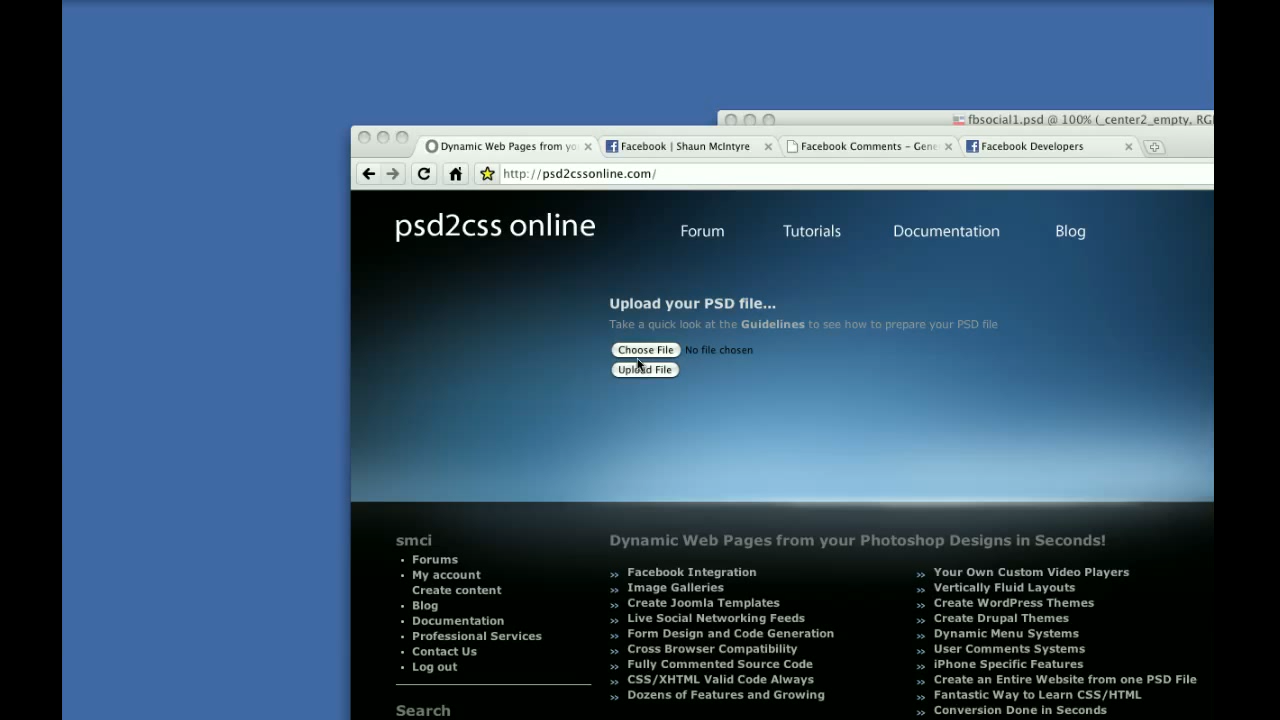 fbsocial1.psd @ 100% (_center2_empty, RG
Dynamic Web Pages from yo
Facebook | Shaun McIntyre
Facebook Comments – Gene
Facebook Developers
http://psd2cssonline.com/
psd2css online
Forum
Tutorials
Documentation
Blog
Upload your PSD file...
Take a quick look at the Guidelines to see how to prepare your PSD file
Choose File No file chosen
Upload File
smci
• Forums
• My account
Create content
• Blog
• Documentation
• Professional Services
• Contact Us
• Log out
Search
Dynamic Web Pages from your Photoshop Designs in Seconds!
» Facebook Integration
» Image Galleries
» Create Joomla Templates
» Live Social Networking Feeds
» Form Design and Code Generation
» Cross Browser Compatibility
» Fully Commented Source Code
» CSS/XHTML Valid Code Always
» Dozens of Features and Growing
» Your Own Custom Video Players
» Vertically Fluid Layouts
» Create WordPress Themes
» Create Drupal Themes
» Dynamic Menu Systems
» User Comments Systems
» iPhone Specific Features
» Create an Entire Website from one PSD File
» Fantastic Way to Learn CSS/HTML
» Conversion Done in Seconds